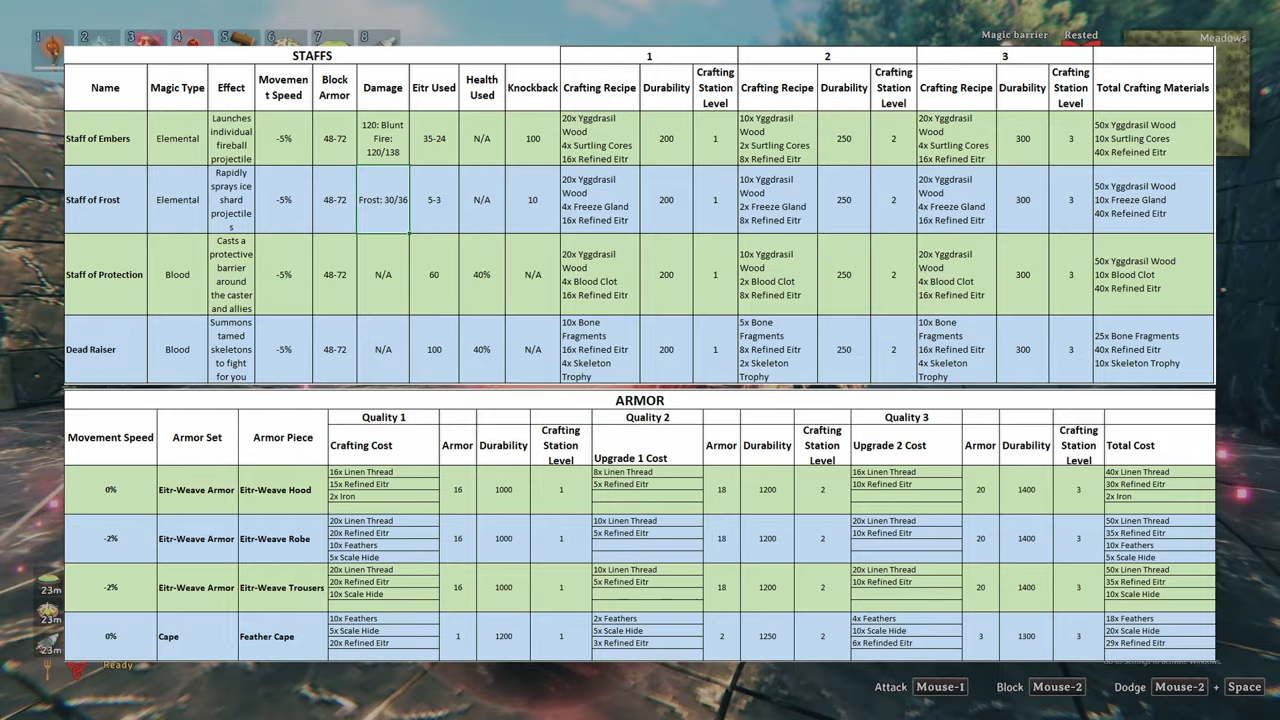 1 2 3 4 5 6 7 8
Magic barrier Rested
Meadows
STAFFS 1 2 3
Name Magic Type Effect Movemen t Speed Block Armor Damage Eitr Used Health Used Knockback Crafting Recipe Durability Crafting Station Level Crafting Recipe Durability Crafting Station Level Crafting Recipe Durability Crafting Station Level Total Crafting Materials
Staff of Embers
Elemental
Launches
individual
fireball
projectile
-5%
48-72
120: Blunt
Fire:
120/138
35-24
N/A
100
20x Yggdrasil
Wood
4x Surtling Cores
16x Refined Eitr
200
1
10x Yggdrasil
Wood
2x Surtling Cores
8x Refined Eitr
250
2
20x Yggdrasil
Wood
4x Surtling Cores
16x Refined Eitr
300
3
50x Yggdrasil Wood
10x Surtling Cores
40x Refeined Eitr
Staff of Frost
Elemental
Rapidly
sprays ice
shard
projectile
s
-5%
48-72
Frost: 30/36
5-3
N/A
10
20x Yggdrasil
Wood
4x Freeze Gland
16x Refined Eitr
200
1
10x Yggdrasil
Wood
2x Freeze Gland
8x Refined Eitr
250
2
20x Yggdrasil
Wood
4x Freeze Gland
16x Refined Eitr
300
3
50x Yggdrasil Wood
10x Freeze Gland
40x Refeined Eitr
Staff of Protection
Blood
Casts a
protective
barrier
around
the caster
and allies
-5%
48-72
N/A
60
40%
N/A
20x Yggdrasil
Wood
4x Blood Clot
16x Refined Eitr
200
1
10x Yggdrasil
Wood
2x Blood Clot
8x Refined Eitr
250
2
20x Yggdrasil
Wood
4x Blood Clot
16x Refined Eitr
300
3
50x Yggdrasil Wood
10x Blood Clot
40x Refined Eitr
Dead Raiser
Blood
Summons
tamed
skeletons
to fight
for you
-5%
48-72
N/A
100
40%
N/A
10x Bone
Fragments
16x Refined Eitr
4x Skeleton
Trophy
200
1
5x Bone
Fragments
8x Refined Eitr
2x Skeleton
Trophy
250
2
10x Bone
Fragments
16x Refined Eitr
4x Skeleton
Trophy
300
3
25x Bone Fragments
40x Refined Eitr
10x Skeleton Trophy
ARMOR
Quality 1 Quality 2 Quality 3
Movement Speed Armor Set Armor Piece Crafting Cost Armor Durability Crafting Station Level Upgrade 1 Cost Armor Durability Crafting Station Level Upgrade 2 Cost Armor Durability Crafting Station Level Total Cost
0%
Eitr-Weave Armor
Eitr-Weave Hood
16x Linen Thread
15x Refined Eitr
2x Iron
16
1000
1
8x Linen Thread
5x Refined Eitr
18
1200
2
16x Linen Thread
10x Refined Eitr
20
1400
3
40x Linen Thread
30x Refined Eitr
2x Iron
-2%
Eitr-Weave Armor
Eitr-Weave Robe
20x Linen Thread
20x Refined Eitr
10x Feathers
5x Scale Hide
16
1000
1
10x Linen Thread
5x Refined Eitr
18
1200
2
20x Linen Thread
10x Refined Eitr
20
1400
3
50x Linen Thread
35x Refined Eitr
10x Feathers
5x Scale Hide
-2%
Eitr-Weave Armor
Eitr-Weave Trousers
20x Linen Thread
20x Refined Eitr
10x Scale Hide
16
1000
1
10x Linen Thread
5x Refined Eitr
18
1200
2
20x Linen Thread
10x Refined Eitr
20
1400
3
50x Linen Thread
35x Refined Eitr
10x Scale Hide
0%
Cape
Feather Cape
10x Feathers
5x Scale Hide
20x Refined Eitr
1
1200
1
2x Feathers
5x Scale Hide
3x Refined Eitr
2
1250
2
4x Feathers
10x Scale Hide
6x Refinded Eitr
3
1300
3
18x Feathers
20x Scale Hide
29x Refined Eitr
23m
23m
23m
Ready
Go to Settings to activate Windows.
Attack Mouse-1 Block Mouse-2 Dodge Mouse-2 + Space